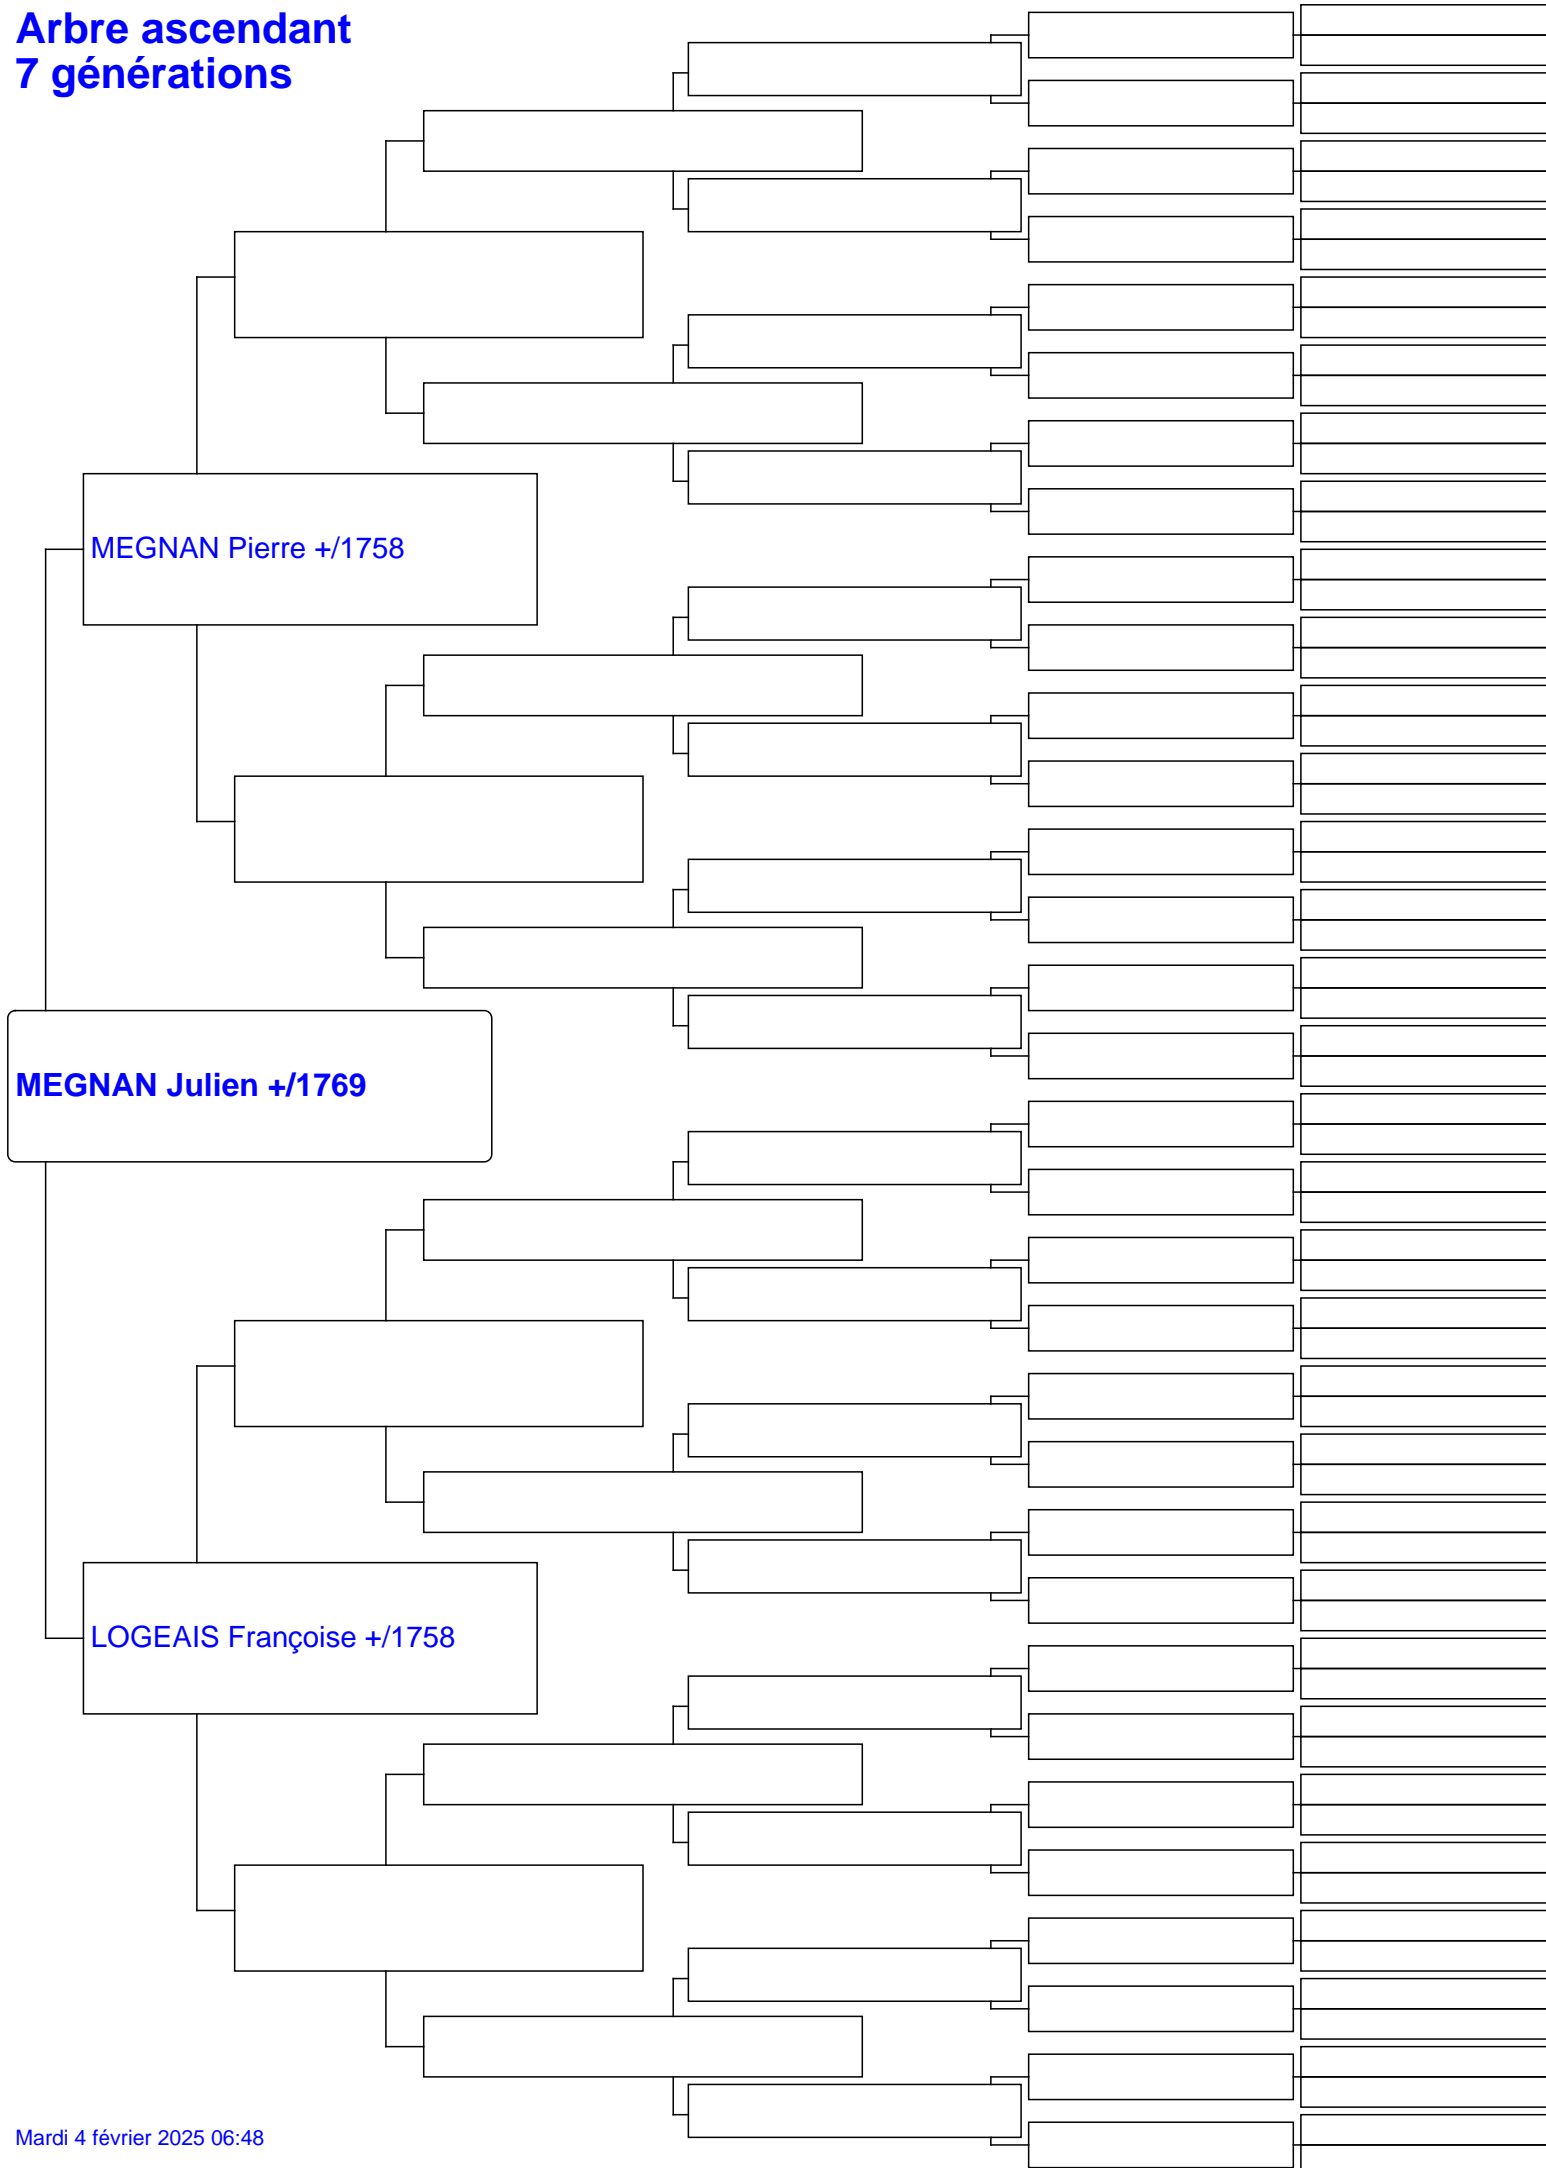 Arbre ascendant
7 générations
MEGNAN Pierre +/1758
MEGNAN Julien +/1769
LOGEAIS Françoise +/1758
Mardi 4 février 2025 06:48